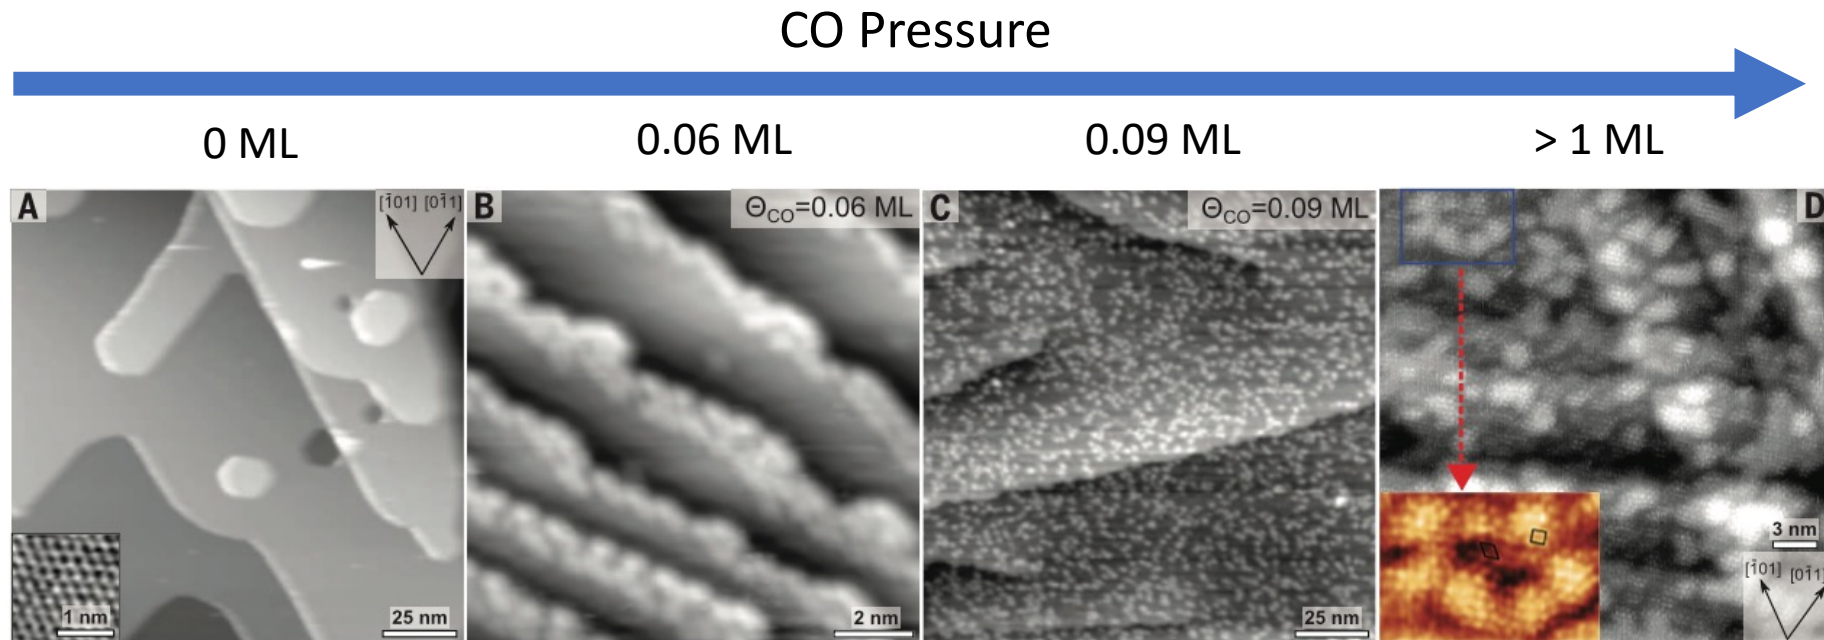 CO Pressure
0 ML
0.06 ML
0.09 ML
> 1 ML
A
[1̄01] [01̄1]
1 nm
25 nm
B
ΘCO=0.06 ML
2 nm
C
ΘCO=0.09 ML
25 nm
D
3 nm
[1̄01] [01̄1]